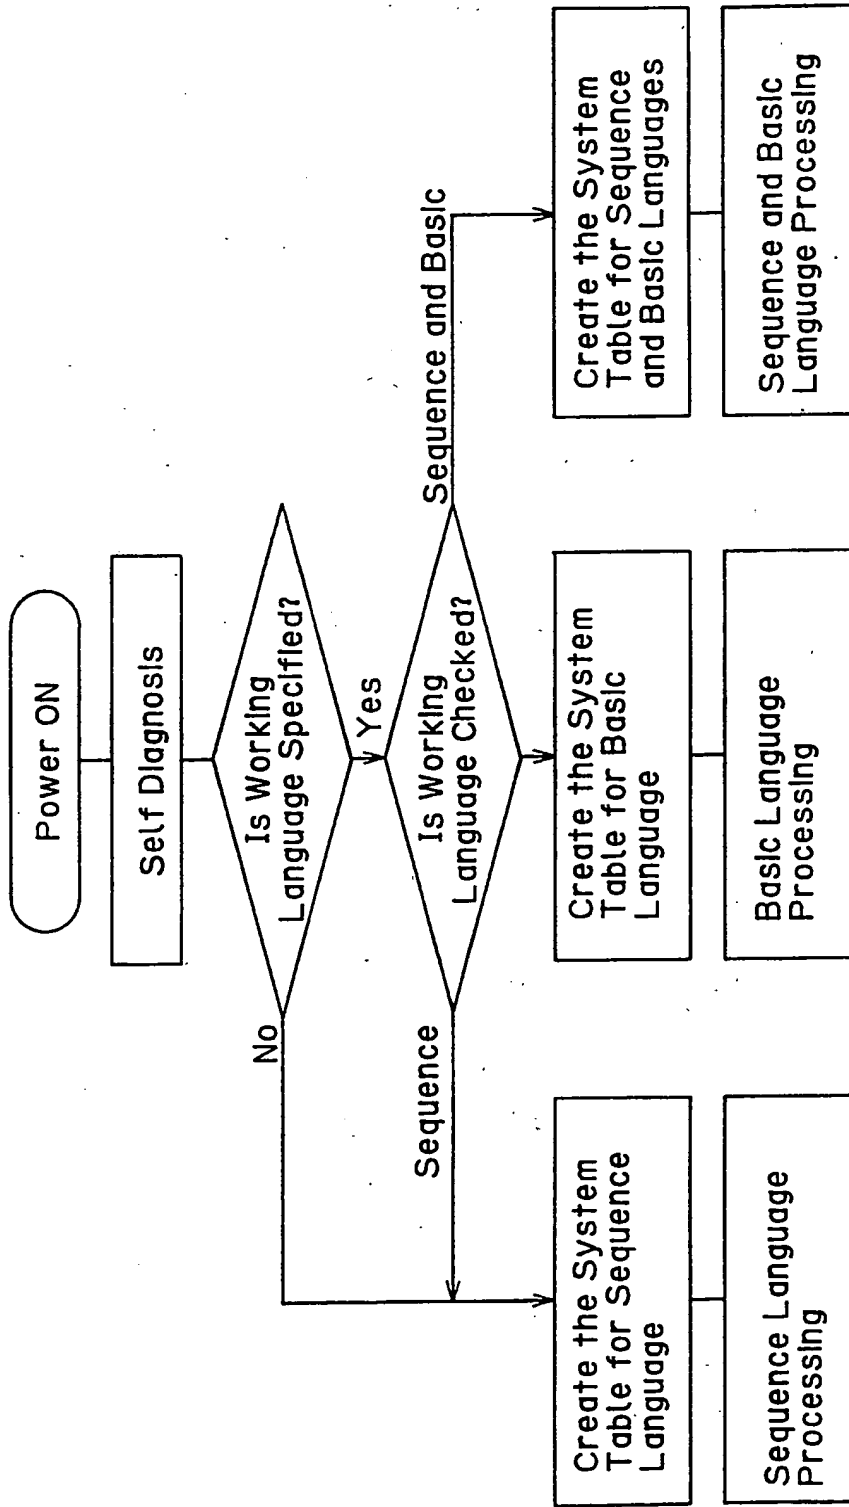 Power ON
Self Diagnosis
Is Working
Language Specified?
No
Yes
Is Working
Language Checked?
Sequence
Sequence and Basic
Create the System
Table for Sequence
Language
Create the System
Table for Basic
Language
Create the System
Table for Sequence
and Basic Languages
Sequence Language
Processing
Basic Language
Processing
Sequence and Basic
Language Processing